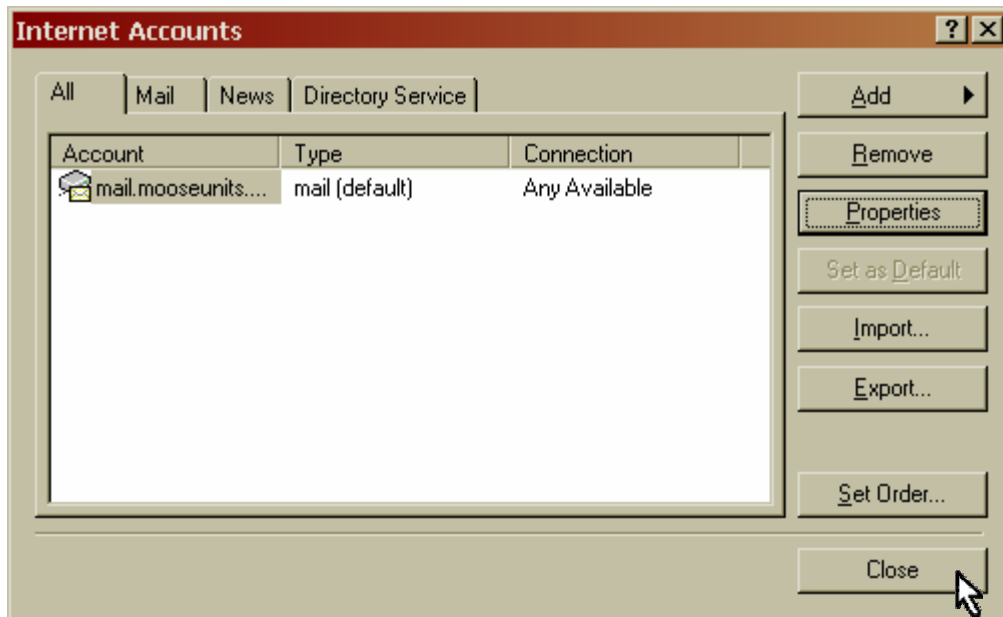 Internet Accounts
All Mail News Directory Service
Account Type Connection
mail.mooseunits.... mail (default) Any Available
Add
Remove
Properties
Set as Default
Import...
Export...
Set Order...
Close